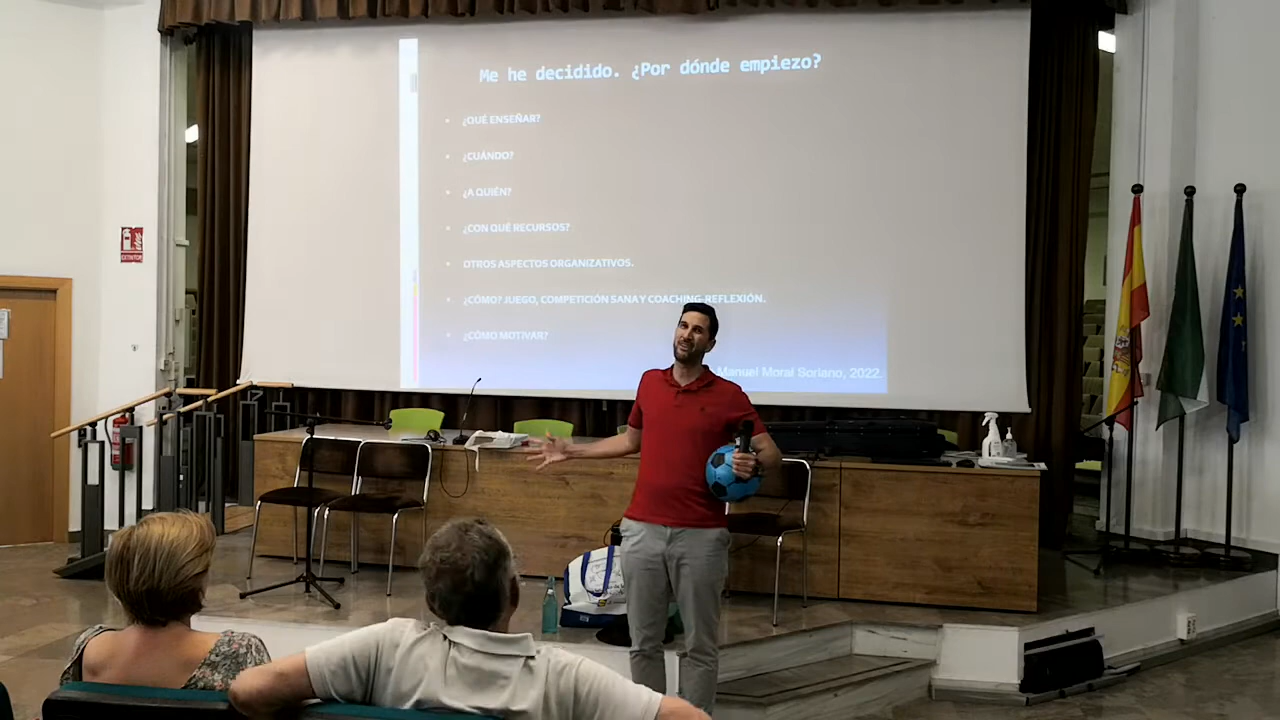 Me he decidido. ¿Por dónde empiezo?
¿QUÉ ENSEÑAR?
¿CUÁNDO?
¿A QUIÉN?
¿CON QUÉ RECURSOS?
OTROS ASPECTOS ORGANIZATIVOS.
¿CÓMO? JUEGO, COMPETICIÓN SANA Y COACHING-REFLEXIÓN.
¿CÓMO MOTIVAR?
Manuel Moral Soriano, 2022.
EXTINTOR